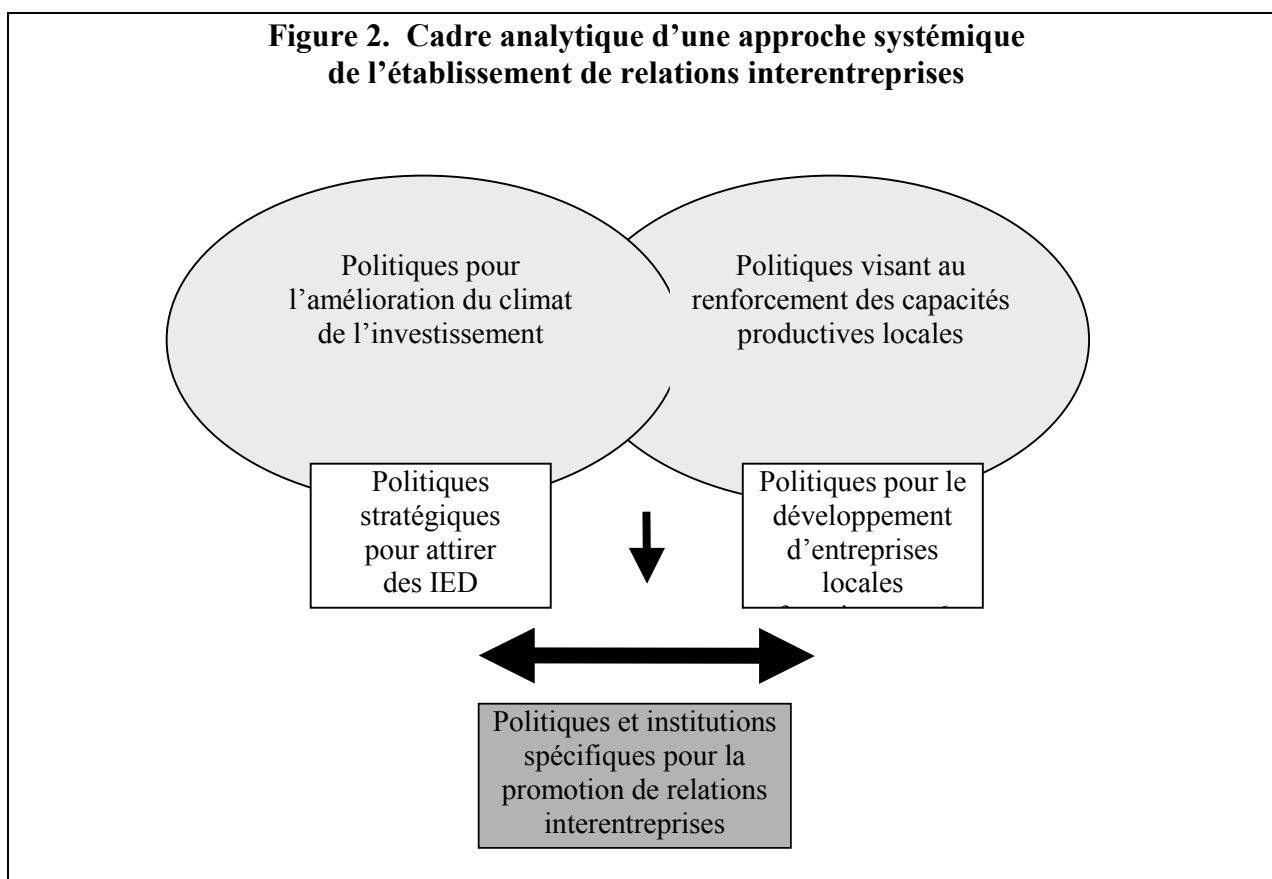 Figure 2. Cadre analytique d’une approche systémique
de l’établissement de relations interentreprises
Politiques pour
l’amélioration du climat
de l’investissement
Politiques visant au
renforcement des capacités
productives locales
Politiques
stratégiques
pour attirer
des IED
Politiques pour le
développement
d’entreprises
locales
Politiques et institutions
spécifiques pour la
promotion de relations
interentreprises